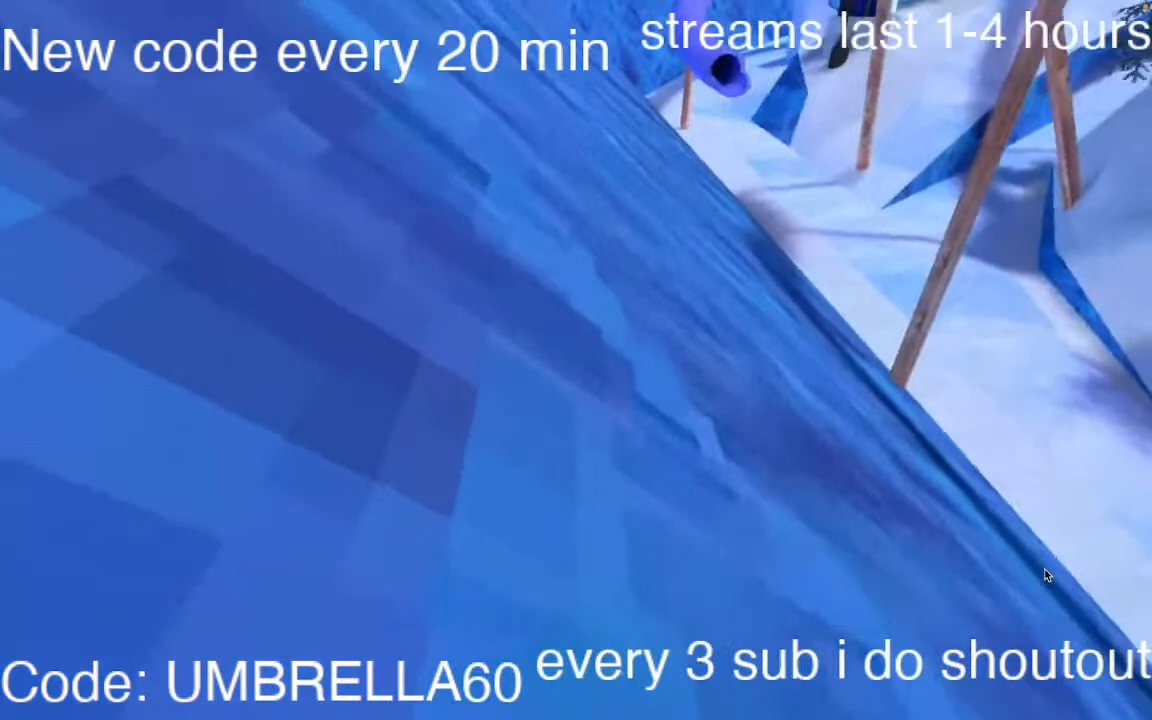 New code every 20 min
streams last 1-4 hours
Code: UMBRELLA60
every 3 sub i do shoutout